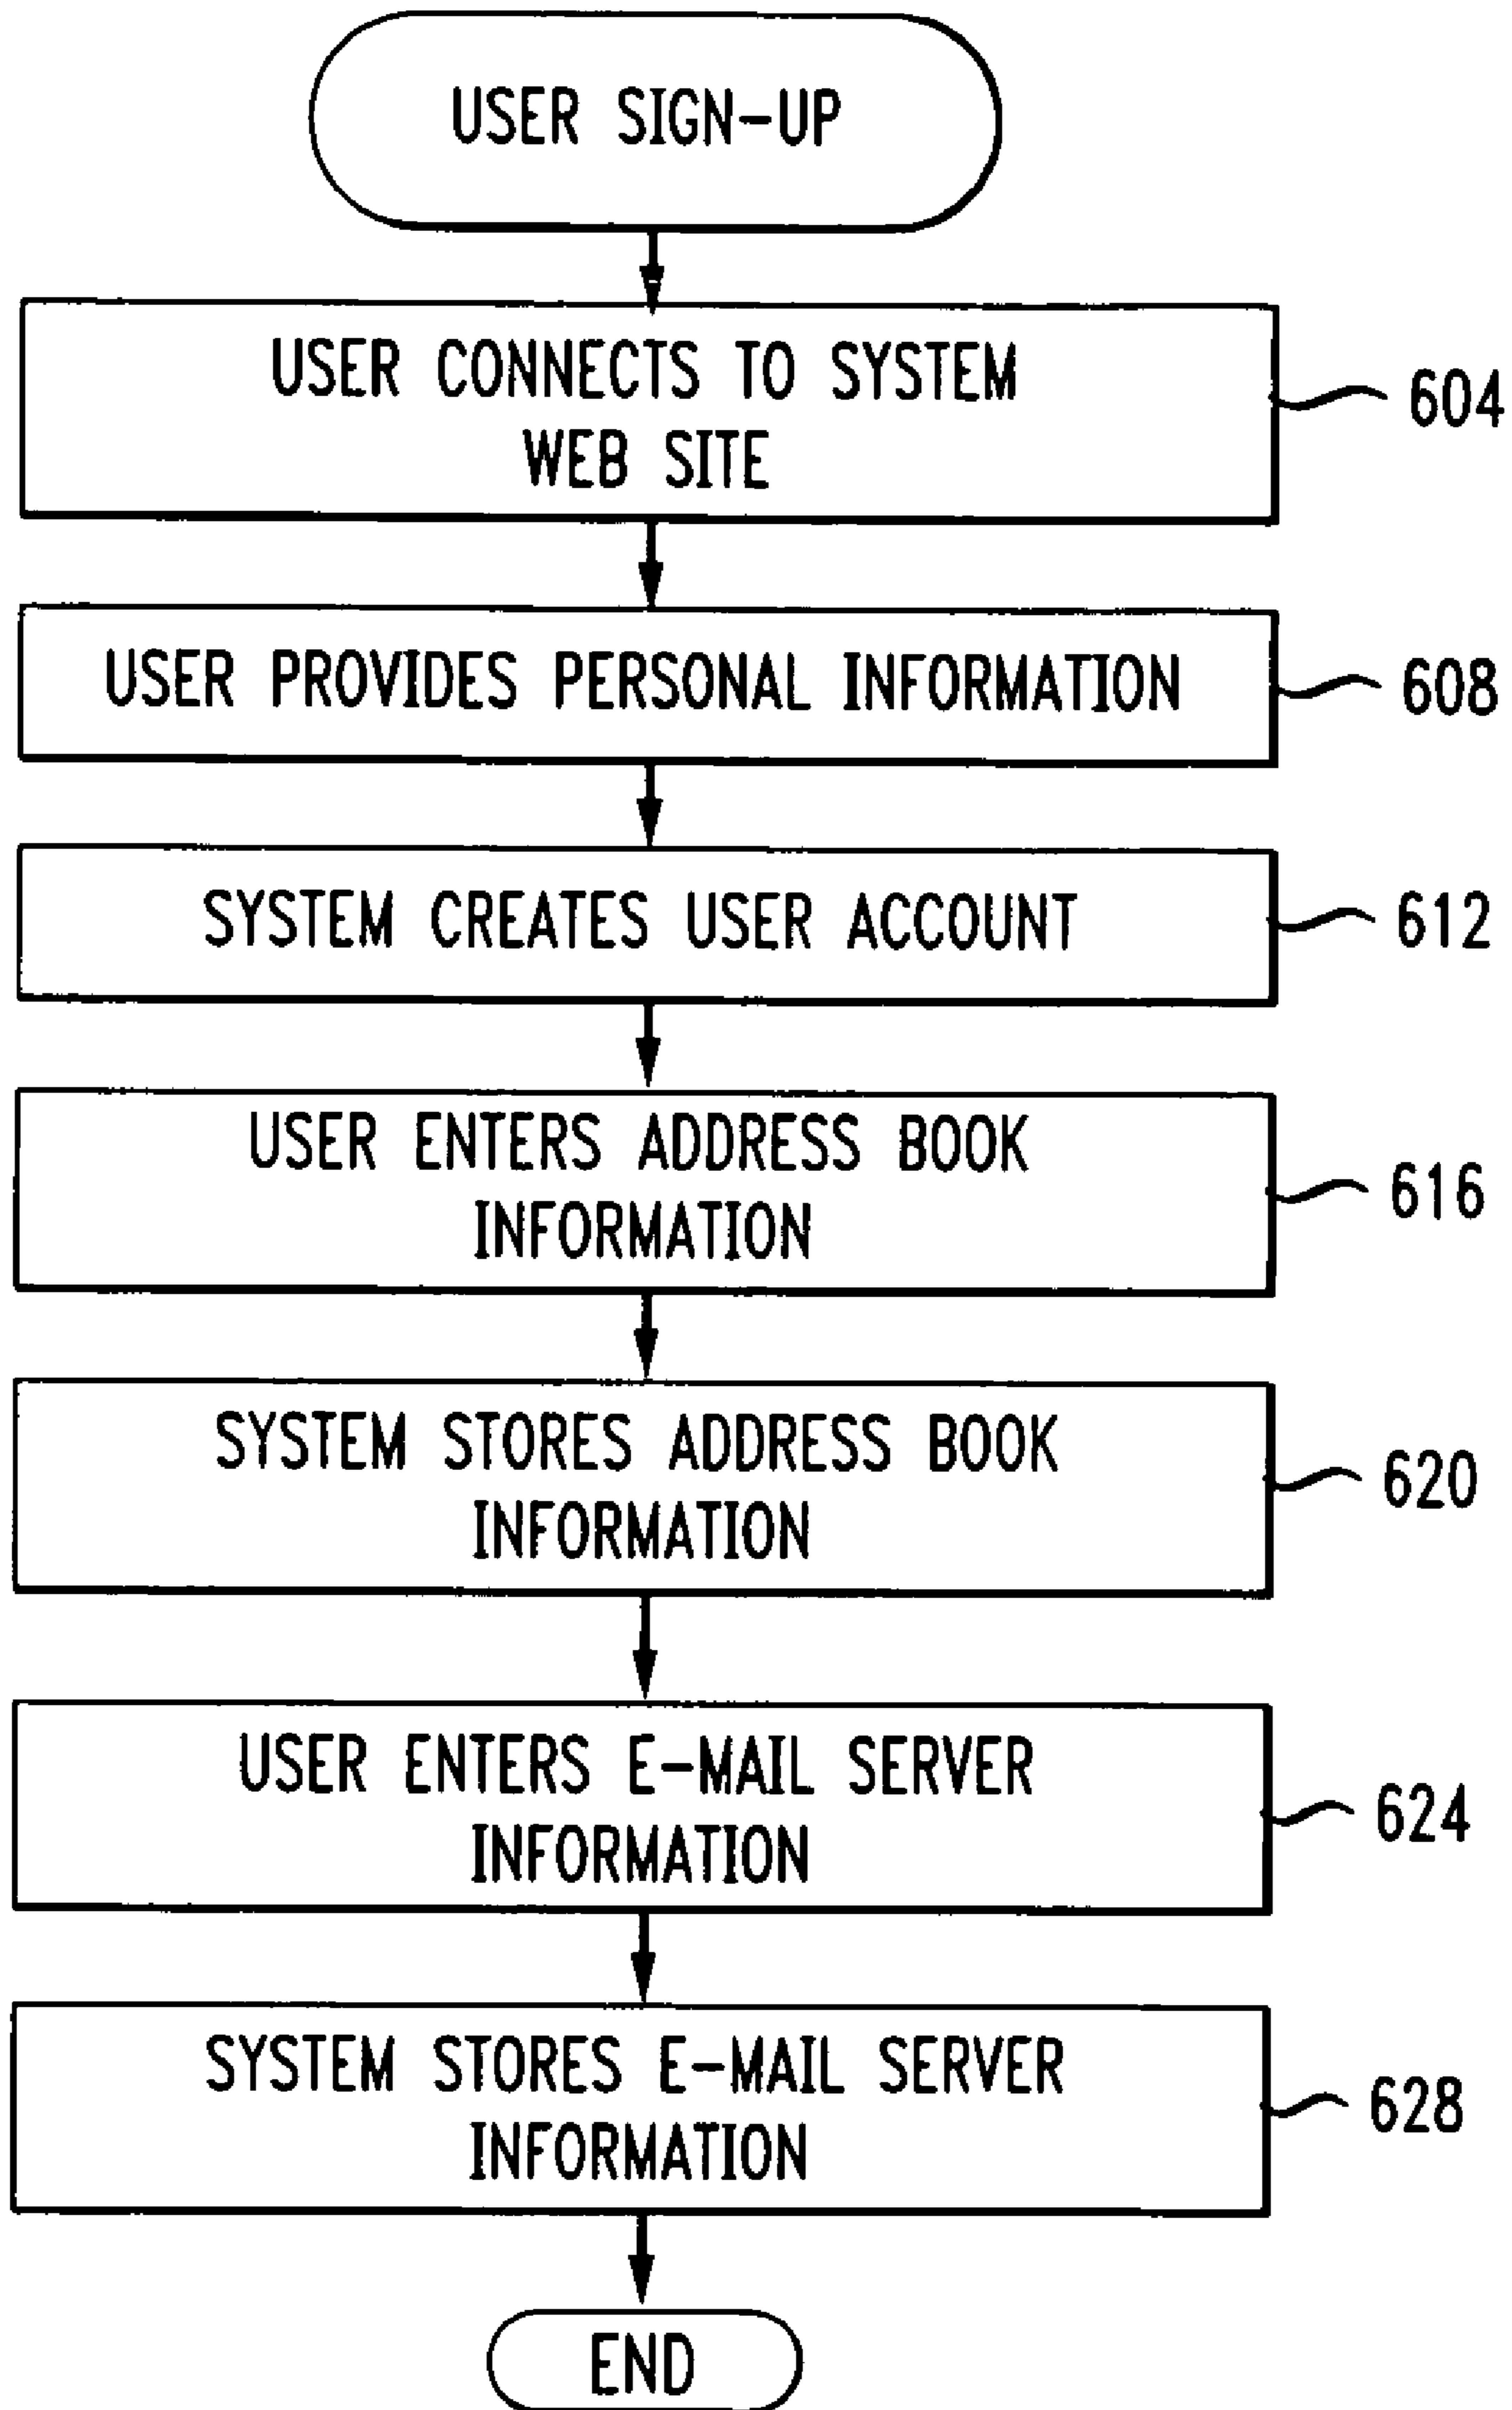 USER SIGN-UP
USER CONNECTS TO SYSTEM
WEB SITE
604
USER PROVIDES PERSONAL INFORMATION
608
SYSTEM CREATES USER ACCOUNT
612
USER ENTERS ADDRESS BOOK
INFORMATION
616
SYSTEM STORES ADDRESS BOOK
INFORMATION
620
USER ENTERS E-MAIL SERVER
INFORMATION
624
SYSTEM STORES E-MAIL SERVER
INFORMATION
628
END